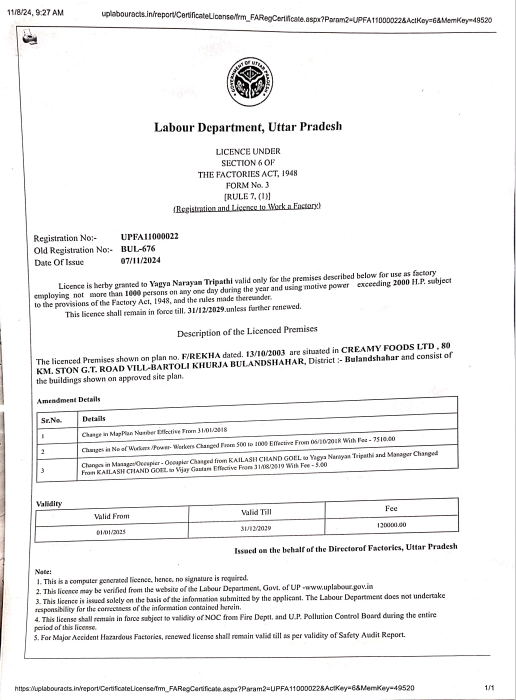 11/8/24, 9:27 AM
uplabouracts.in/report/CertificateLicense/frm_FARegCertificate.aspx?Param2=UPFA11000022&ActKey=6&MemKey=49520
GOVERNMENT OF UTTAR PRADESH
Labour Department, Uttar Pradesh
LICENCE UNDER
SECTION 6 OF
THE FACTORIES ACT, 1948
FORM No. 3
[RULE 7, (1)]
(Registration and Licence to Work a Factory)
Registration No:- UPFA11000022
Old Registration No:- BUL-676
Date Of Issue 07/11/2024
Licence is herby granted to Yagya Narayan Tripathi valid only for the premises described below for use as factory
employing not more than 1000 persons on any one day during the year and using motive power exceeding 2000 H.P. subject
to the provisions of the Factory Act, 1948, and the rules made thereunder.
This licence shall remain in force till. 31/12/2029.unless further renewed.
Description of the Licenced Premises
The licenced Premises shown on plan no. F/REKHA dated. 13/10/2003 are situated in CREAMY FOODS LTD , 80
KM. STON G.T. ROAD VILL-BARTOLI KHURJA BULANDSHAHAR, District :- Bulandshahar and consist of
the buildings shown on approved site plan.
Amendment Details
Sr.No. Details
1 Change in MapPlan Number Effective From 31/01/2018
2 Changes in No of Workers /Power- Workers Changed From 500 to 1000 Effective From 06/10/2018 With Fee - 7510.00
3 Changes in Manager/Occupier - Occupier Changed from KAILASH CHAND GOEL to Yagya Narayan Tripathi and Manager Changed
From KAILASH CHAND GOEL to Vijay Gautam Effective From 31/08/2019 With Fee - 5.00
Validity
Valid From Valid Till Fee
01/01/2025 31/12/2029 120000.00
Issued on the behalf of the Directorof Factories, Uttar Pradesh
Note:
1. This is a computer generated licence, hence, no signature is required.
2. This licence may be verified from the website of the Labour Department, Govt. of UP -www.uplabour.gov.in
3. This licence is issued solely on the basis of the information submitted by the applicant. The Labour Department does not undertake
responsibility for the correctness of the information contained herein.
4. This license shall remain in force subject to validity of NOC from Fire Deptt. and U.P. Pollution Control Board during the entire
period of this license.
5. For Major Accident Hazardous Factories, renewed license shall remain valid till as per validity of Safety Audit Report.
https://uplabouracts.in/report/CertificateLicense/frm_FARegCertificate.aspx?Param2=UPFA11000022&ActKey=6&MemKey=49520
1/1